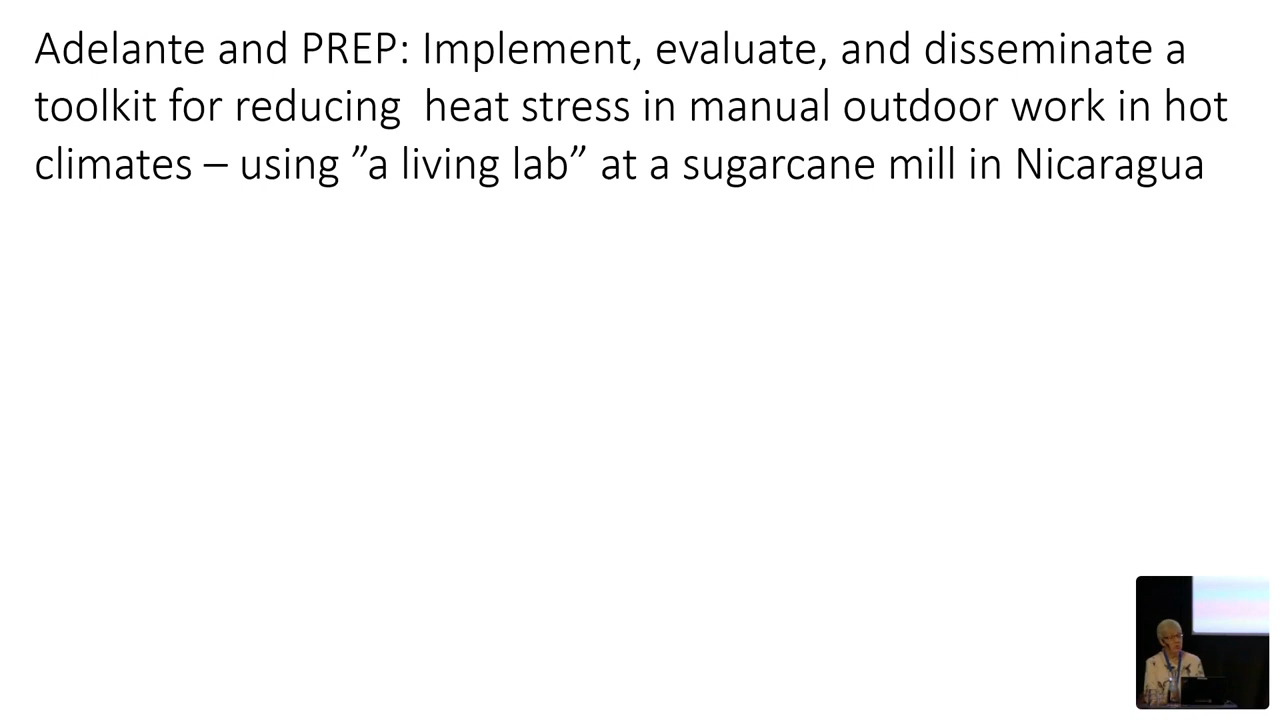 Adelante and PREP: Implement, evaluate, and disseminate a
toolkit for reducing  heat stress in manual outdoor work in hot
climates – using ”a living lab” at a sugarcane mill in Nicaragua